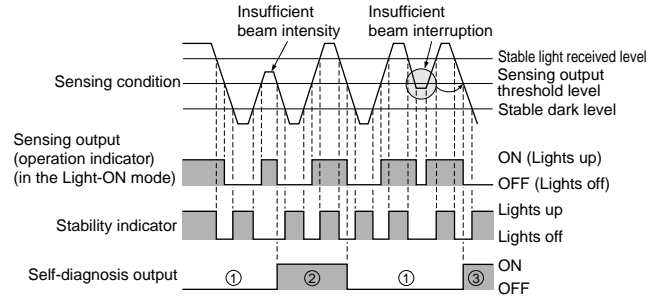 Insufficient
beam intensity
Insufficient
beam interruption
Sensing condition
Stable light received level
Sensing output
threshold level
Stable dark level
Sensing output
(operation indicator)
(in the Light-ON mode)
ON (Lights up)
OFF (Lights off)
Stability indicator
Lights up
Lights off
Self-diagnosis output
① ② ① ③
ON
OFF